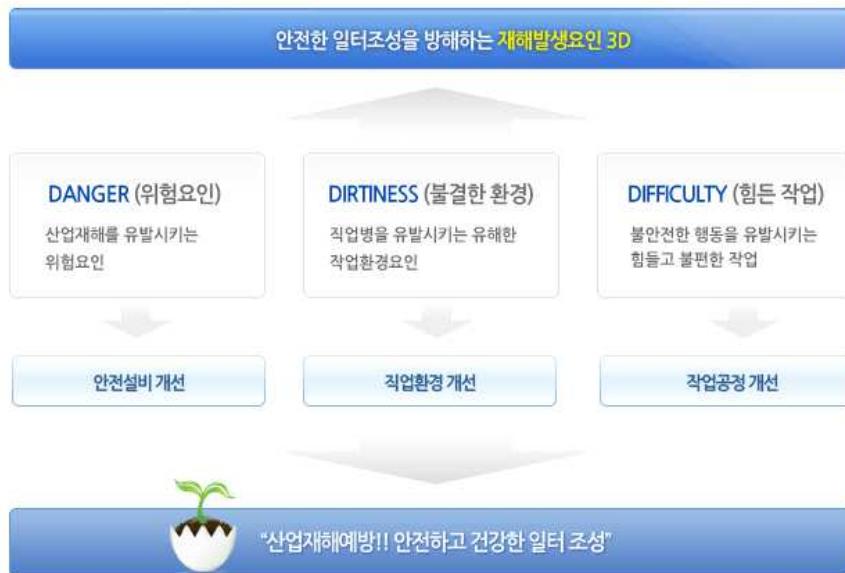 안전한 일터조성을 방해하는 재해발생요인 3D
DANGER (위험요인)
산업재해를 유발시키는
위험요인
DIRTINESS (불결한 환경)
직업병을 유발시키는 유해한
작업환경요인
DIFFICULTY (힘든 작업)
불안전한 행동을 유발시키는
힘들고 불편한 작업
안전설비 개선
직업환경 개선
작업공정 개선
"산업재해예방!! 안전하고 건강한 일터 조성"